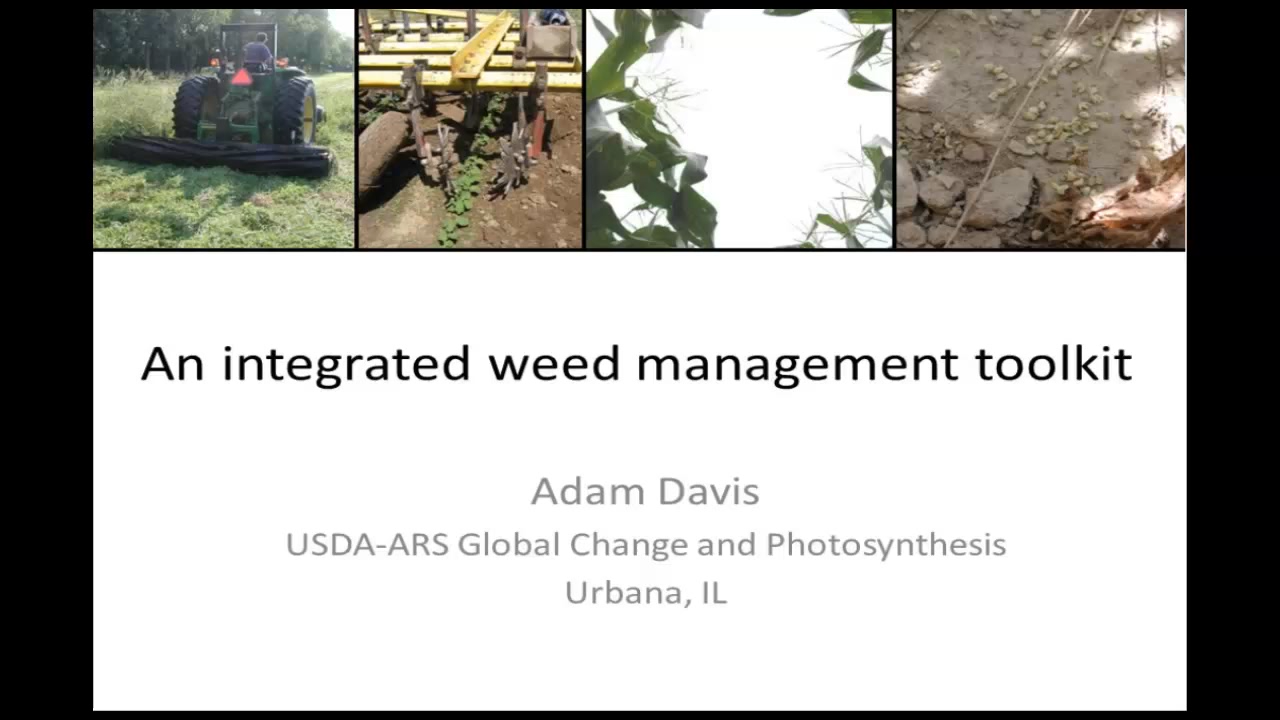 An integrated weed management toolkit
Adam Davis
USDA-ARS Global Change and Photosynthesis
Urbana, IL